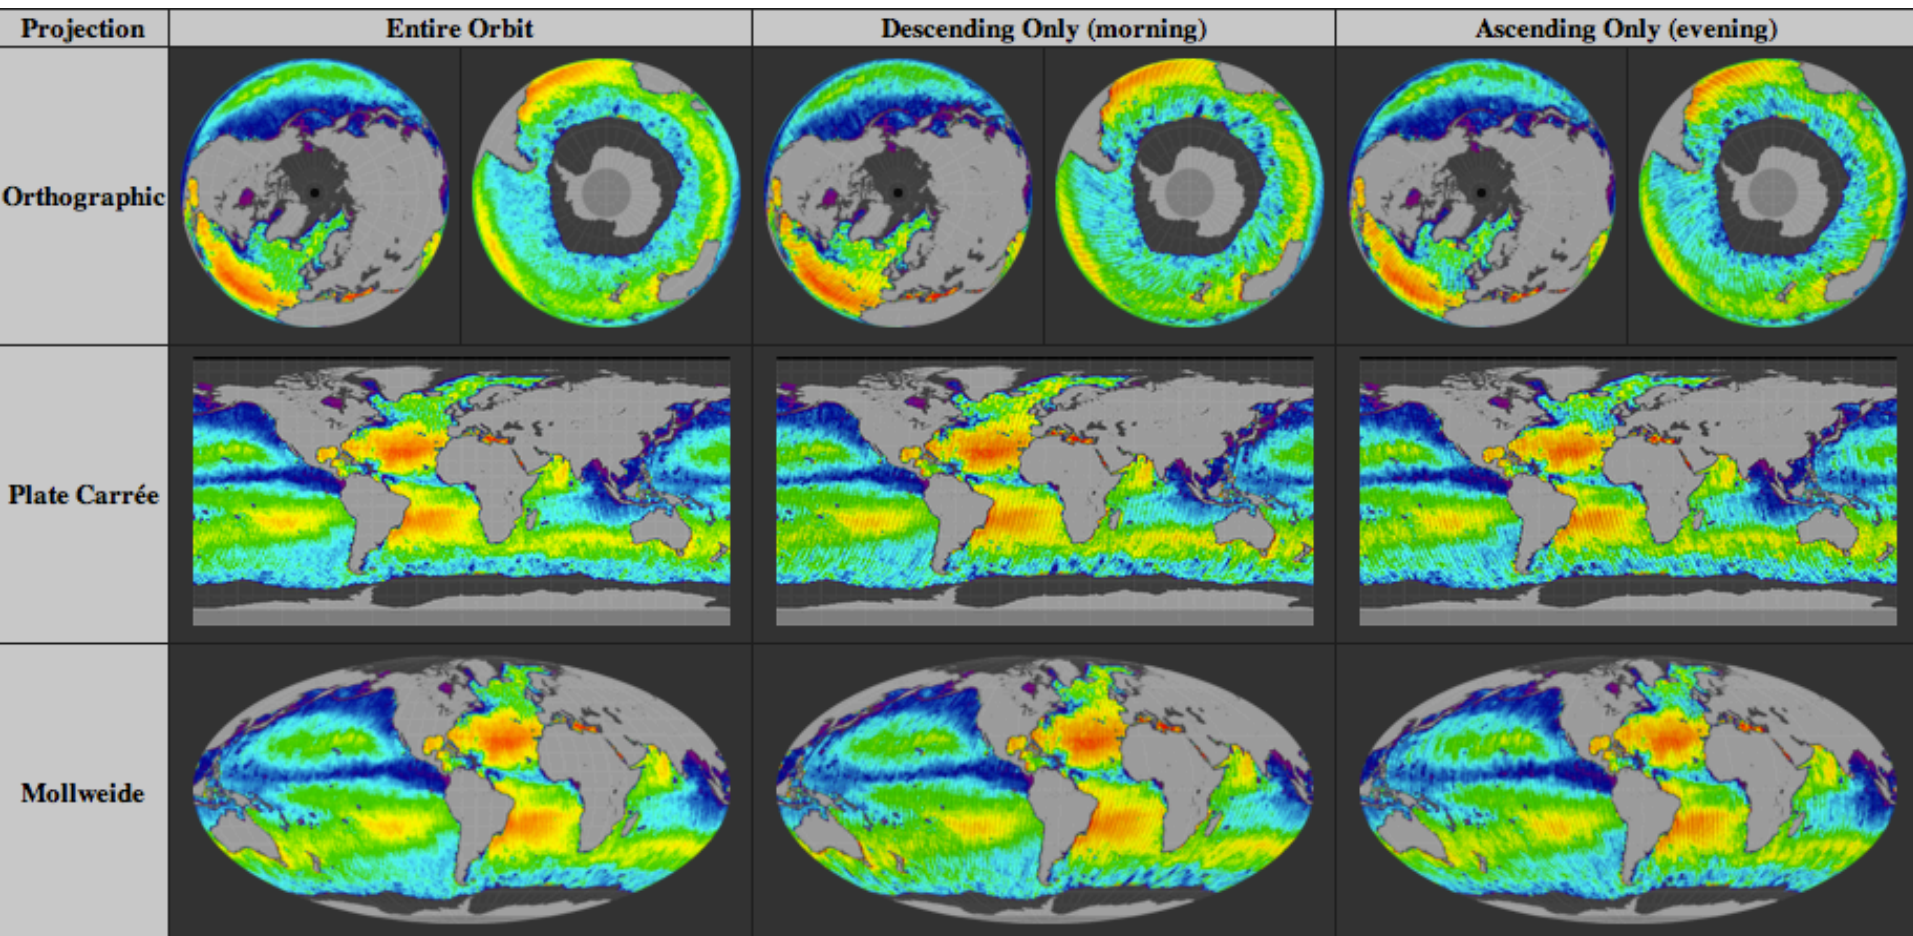 Projection
Entire Orbit
Descending Only (morning)
Ascending Only (evening)
Orthographic
Plate Carrée
Mollweide